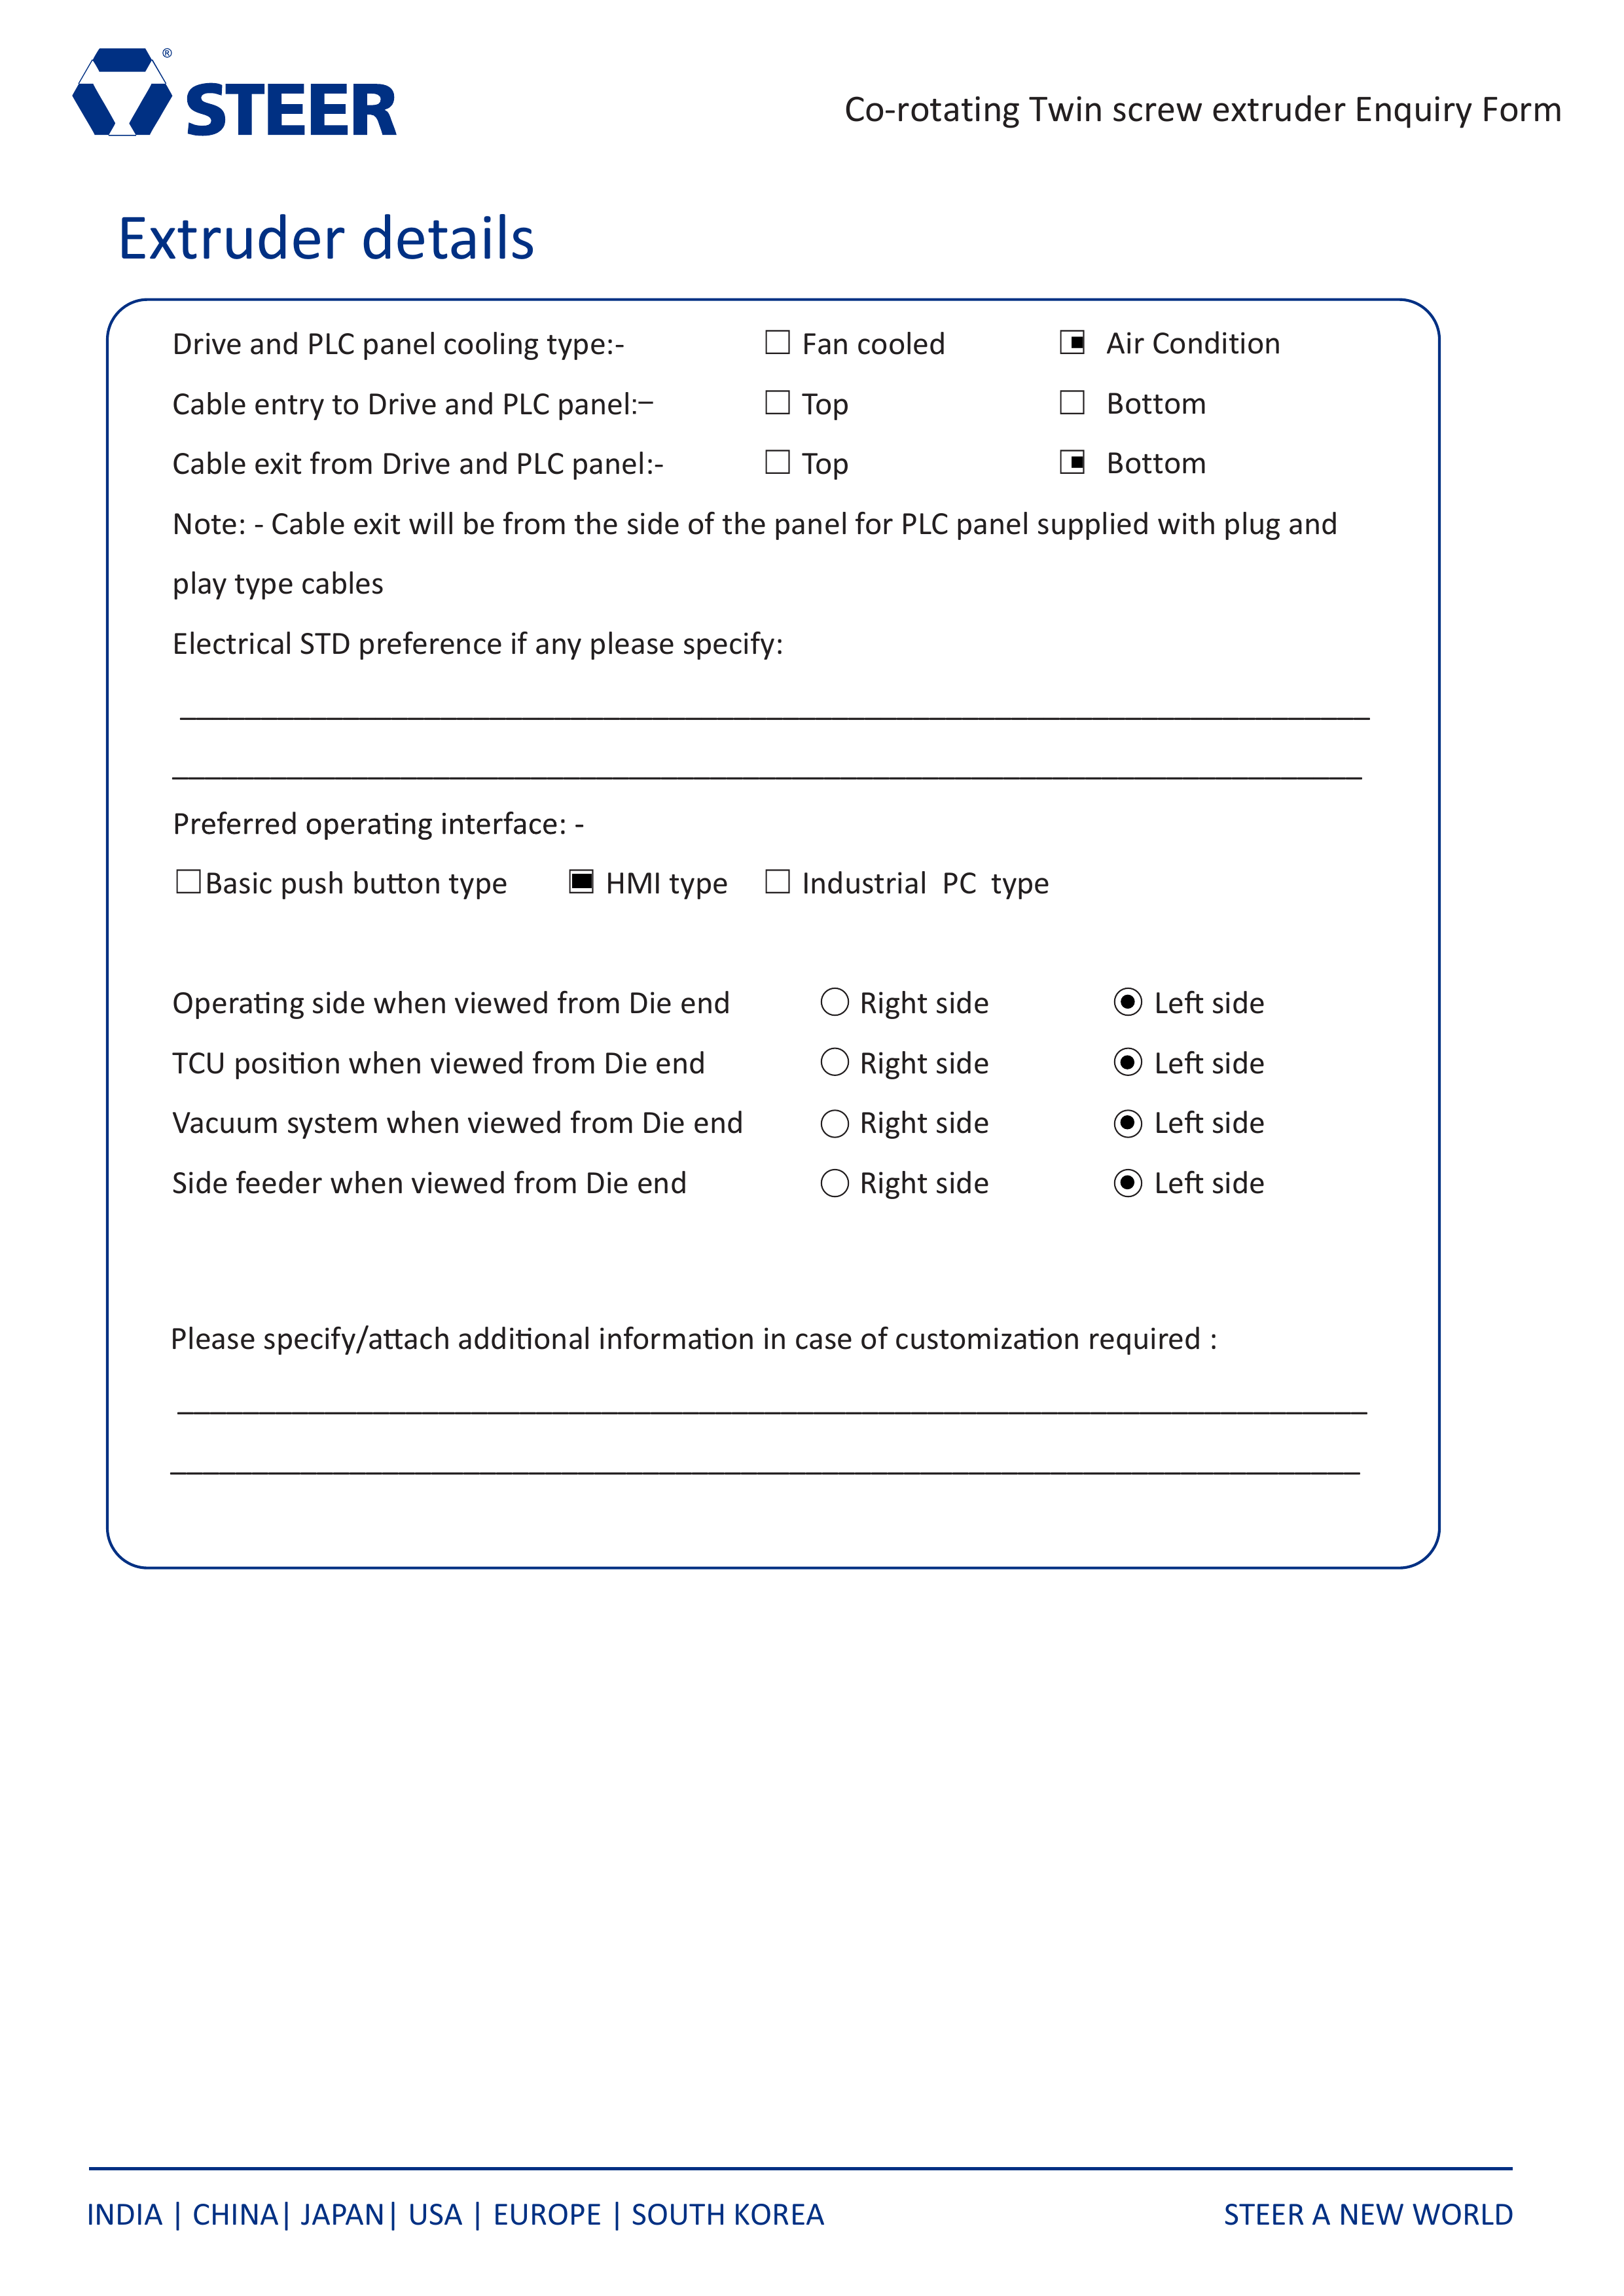 STEER®
Co-rotating Twin screw extruder Enquiry Form
Extruder details
Drive and PLC panel cooling type:- ☐ Fan cooled ▣ Air Condition
Cable entry to Drive and PLC panel:– ☐ Top ☐ Bottom
Cable exit from Drive and PLC panel:- ☐ Top ▣ Bottom
Note: - Cable exit will be from the side of the panel for PLC panel supplied with plug and
play type cables
Electrical STD preference if any please specify:
Preferred operating interface: -
☐ Basic push button type ▣ HMI type ☐ Industrial PC type
Operating side when viewed from Die end ○ Right side ◉ Left side
TCU position when viewed from Die end ○ Right side ◉ Left side
Vacuum system when viewed from Die end ○ Right side ◉ Left side
Side feeder when viewed from Die end ○ Right side ◉ Left side
Please specify/attach additional information in case of customization required :
INDIA | CHINA| JAPAN| USA | EUROPE | SOUTH KOREA
STEER A NEW WORLD